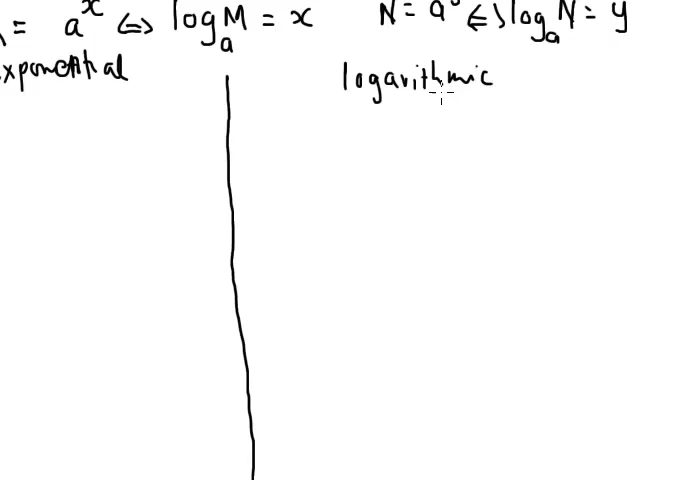 = a^x ⇔ log_a M = x N = a ⇔ log_a N = y
xponential logarithmic